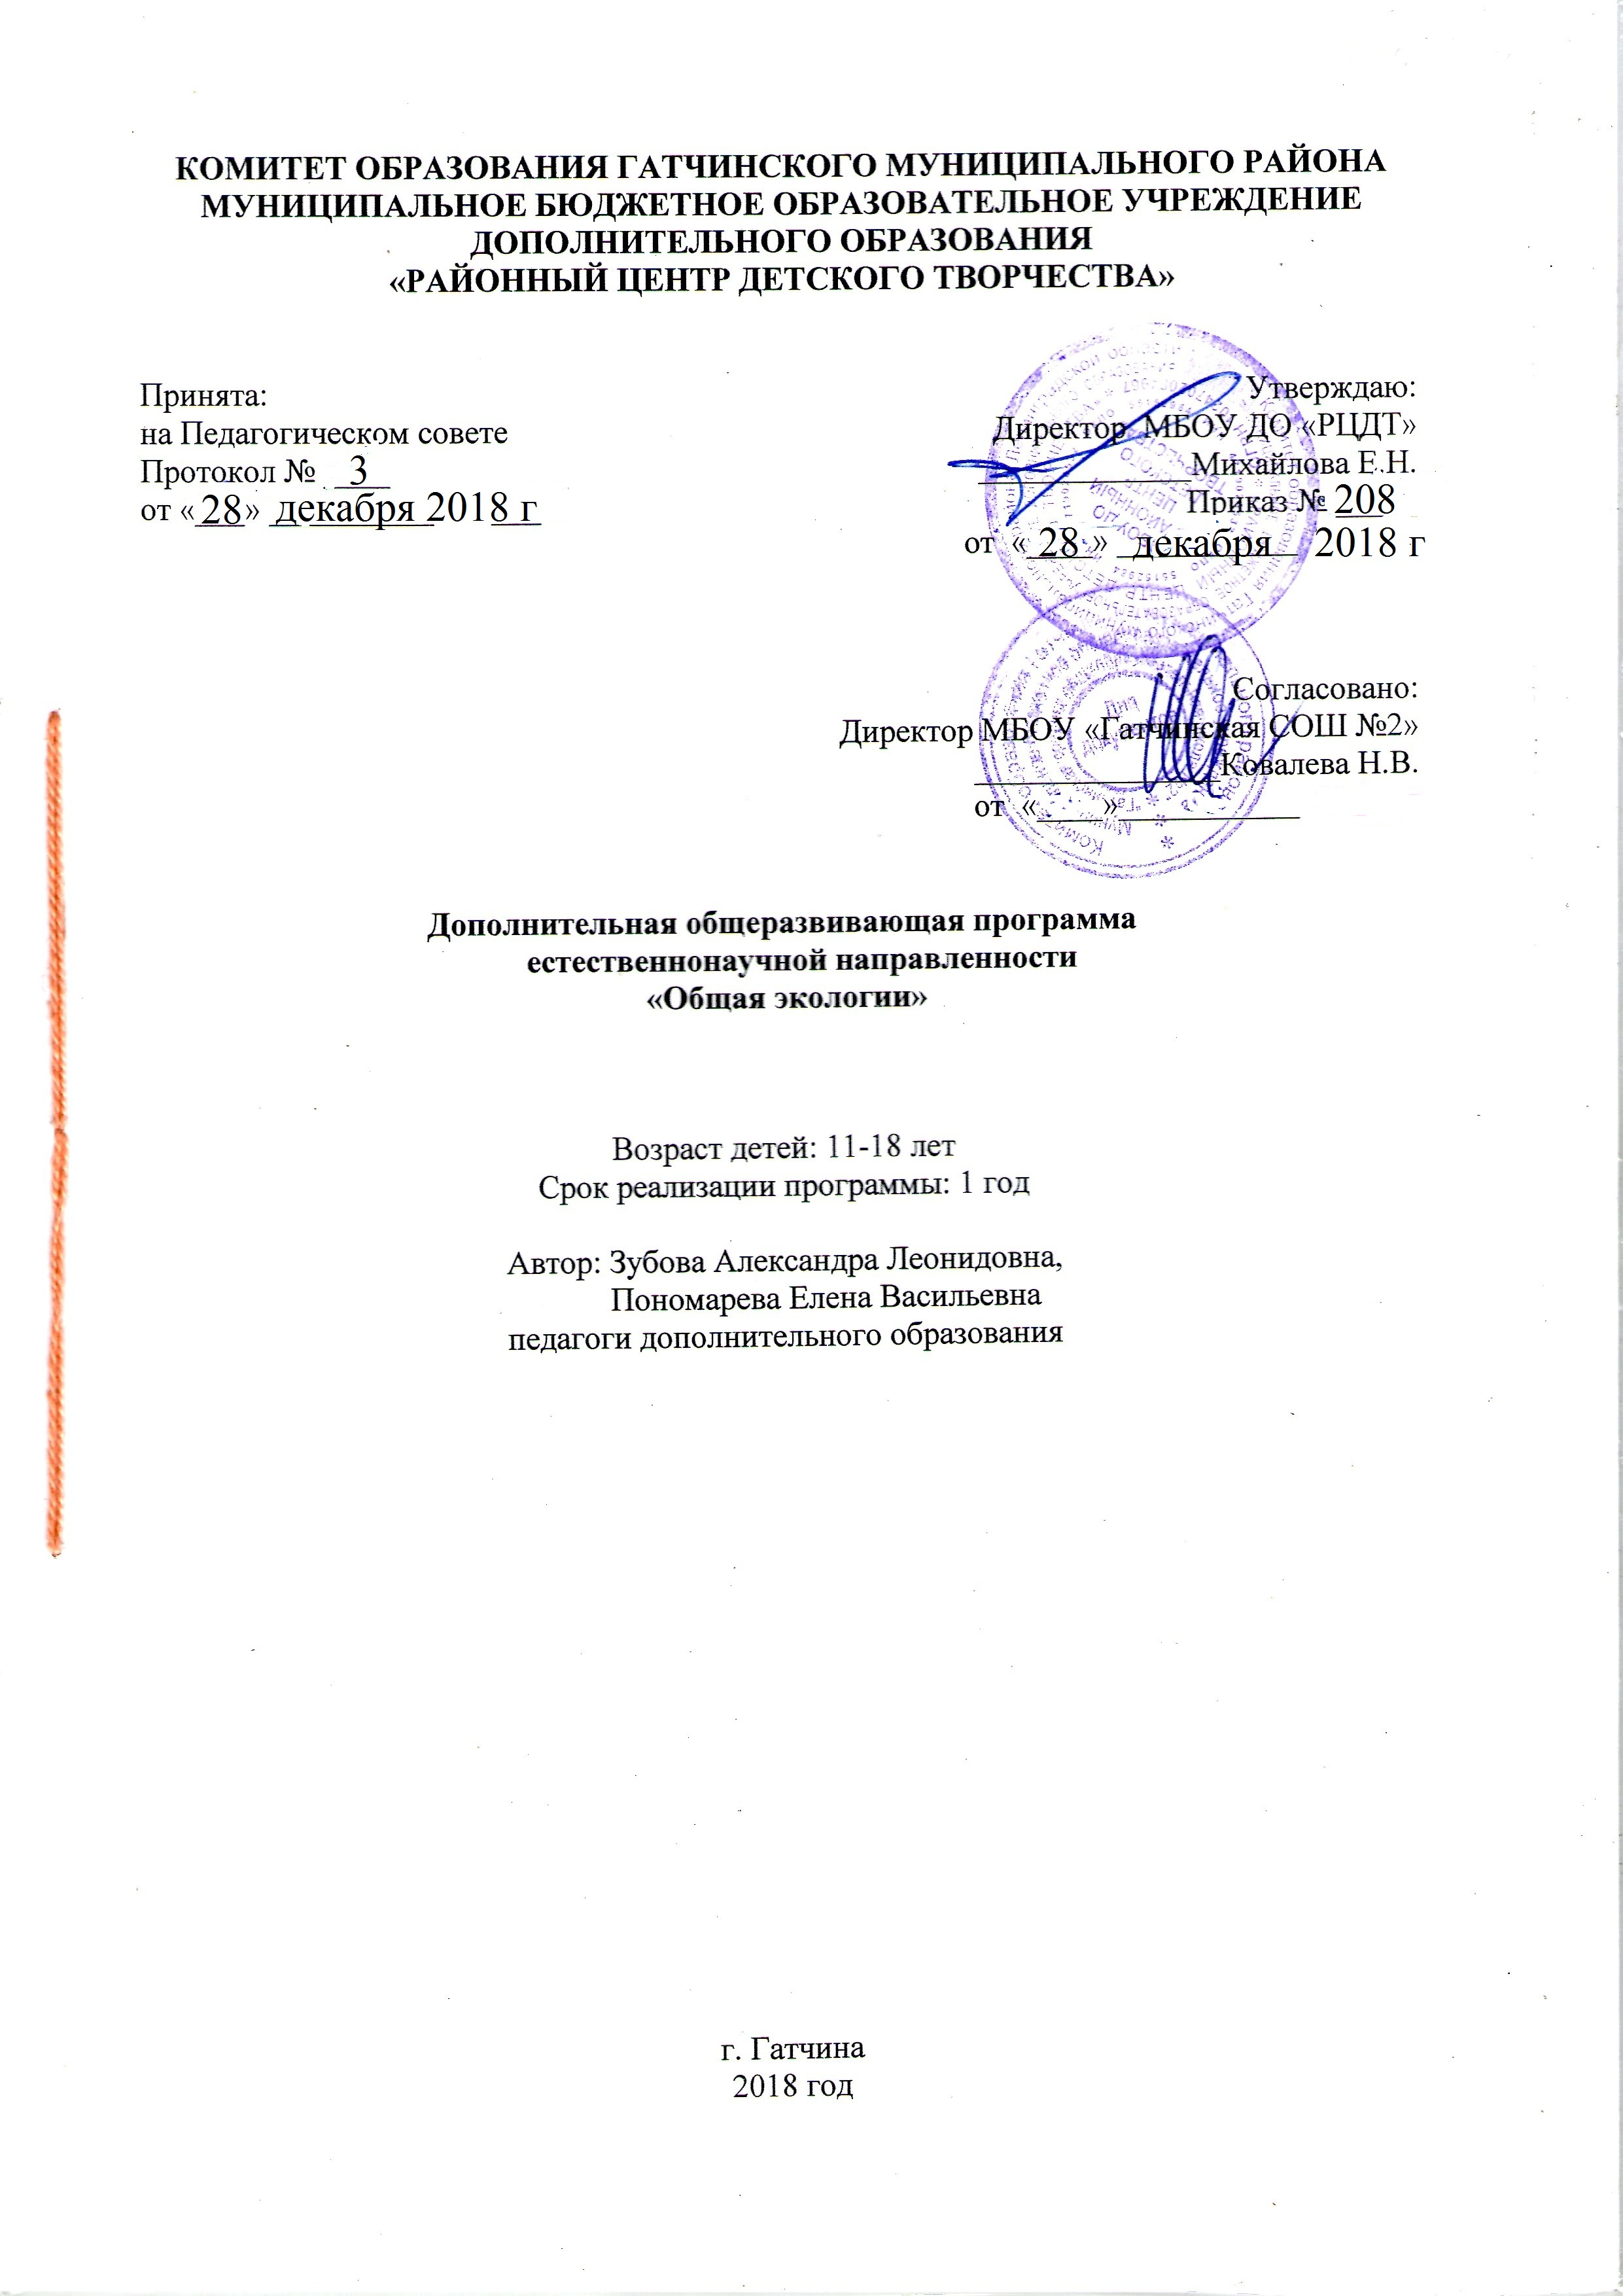 КОМИТЕТ ОБРАЗОВАНИЯ ГАТЧИНСКОГО МУНИЦИПАЛЬНОГО РАЙОНА
МУНИЦИПАЛЬНОЕ БЮДЖЕТНОЕ ОБРАЗОВАТЕЛЬНОЕ УЧРЕЖДЕНИЕ
ДОПОЛНИТЕЛЬНОГО ОБРАЗОВАНИЯ
«РАЙОННЫЙ ЦЕНТР ДЕТСКОГО ТВОРЧЕСТВА»
Принята:
на Педагогическом совете
Протокол № 3
от «28» декабря 2018 г
Утверждаю:
Директор МБОУ ДО «РЦДТ»
Михайлова Е.Н.
Приказ № 208
от «28» декабря 2018 г
Согласовано:
Директор МБОУ «Гатчинская СОШ №2»
Ковалева Н.В.
от «____»___________
Дополнительная общеразвивающая программа
естественнонаучной направленности
«Общая экологии»
Возраст детей: 11-18 лет
Срок реализации программы: 1 год
Автор: Зубова Александра Леонидовна,
Пономарева Елена Васильевна
педагоги дополнительного образования
г. Гатчина
2018 год